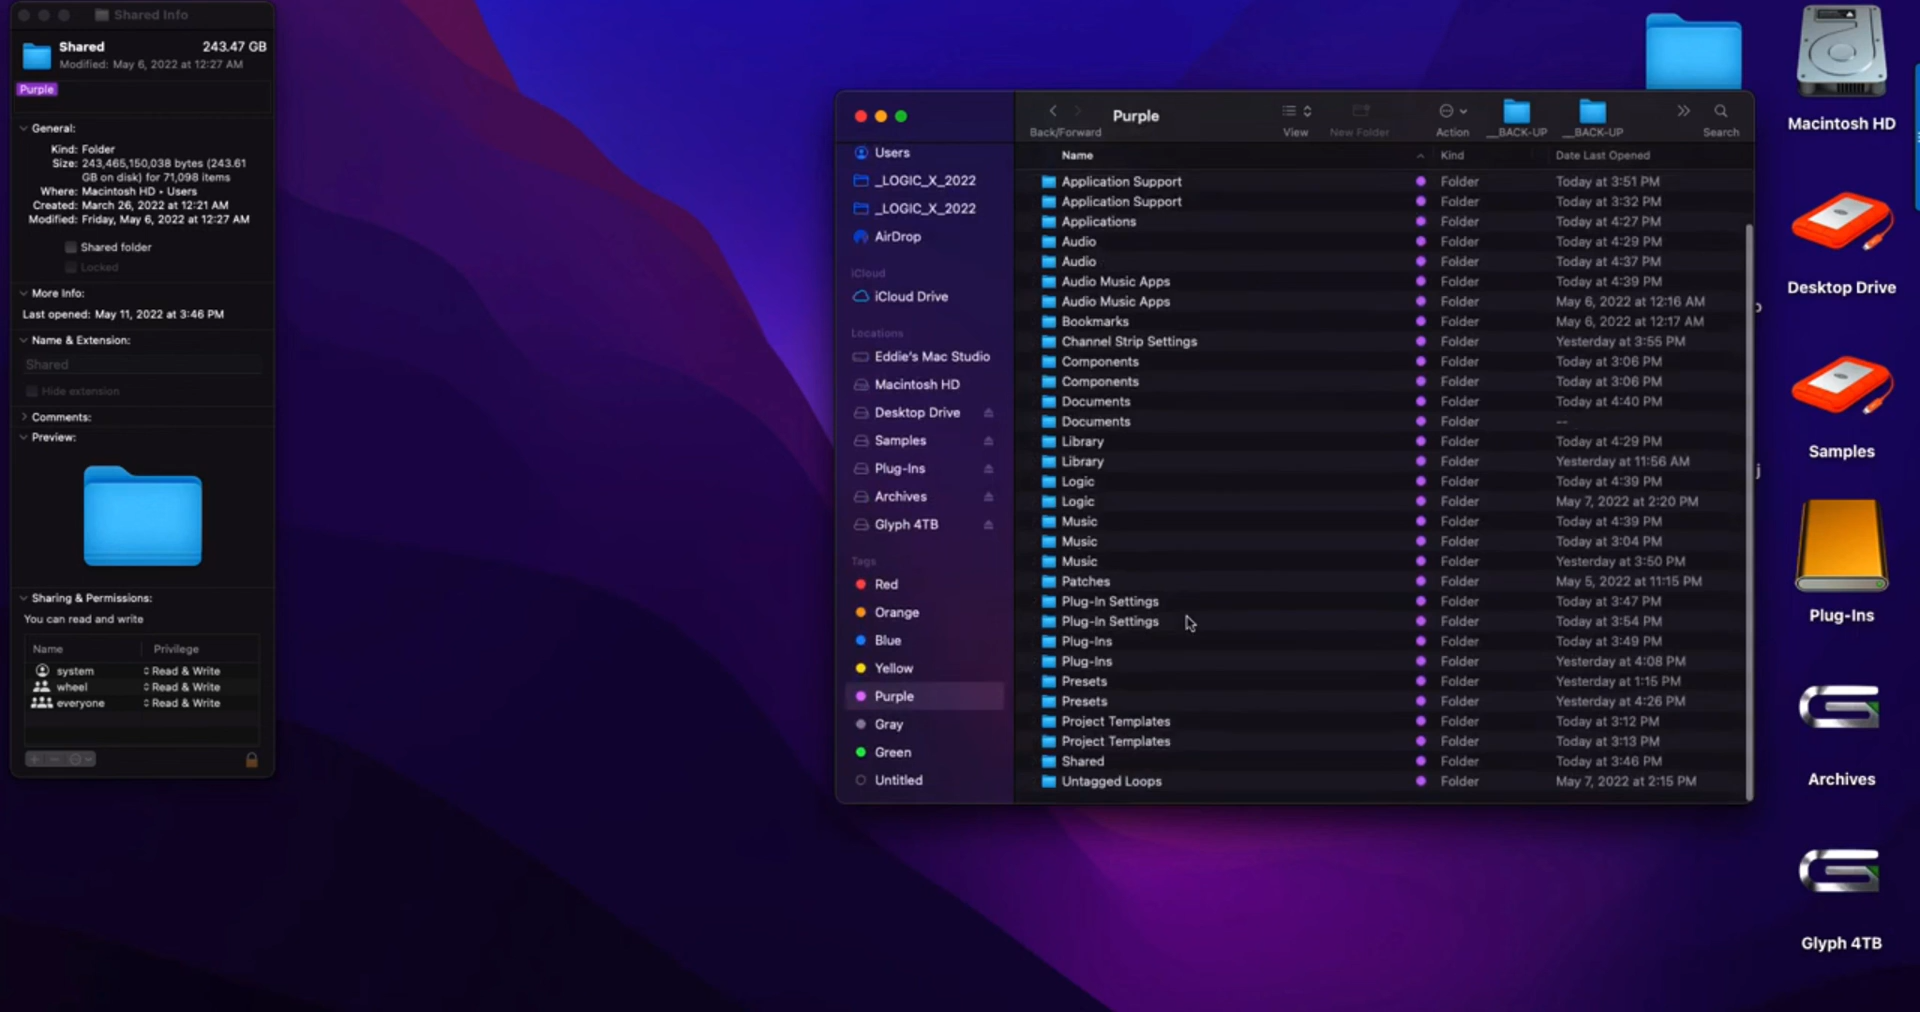 Shared Info
Shared 243.47 GB
Modified: May 6, 2022 at 12:27 AM
Purple
General:
Kind: Folder
Size: 243,465,150,038 bytes (243.61
GB on disk) for 71,098 items
Where: Macintosh HD • Users
Created: March 26, 2022 at 12:21 AM
Modified: Friday, May 6, 2022 at 12:27 AM
Shared folder
Locked
More Info:
Last opened: May 11, 2022 at 3:46 PM
Name & Extension:
Shared
Hide extension
Comments:
Preview:
Sharing & Permissions:
You can read and write
Name Privilege
system Read & Write
wheel Read & Write
everyone Read & Write
Purple
Back/Forward View New Folder Action __BACK-UP __BACK-UP Search
Users
_LOGIC_X_2022
_LOGIC_X_2022
AirDrop
iCloud
iCloud Drive
Locations
Eddie's Mac Studio
Macintosh HD
Desktop Drive
Samples
Plug-Ins
Archives
Glyph 4TB
Tags
Red
Orange
Blue
Yellow
Purple
Gray
Green
Untitled
Name Kind Date Last Opened
Application Support Folder Today at 3:51 PM
Application Support Folder Today at 3:32 PM
Applications Folder Today at 4:27 PM
Audio Folder Today at 4:29 PM
Audio Folder Today at 4:37 PM
Audio Music Apps Folder Today at 4:39 PM
Audio Music Apps Folder May 6, 2022 at 12:16 AM
Bookmarks Folder May 6, 2022 at 12:17 AM
Channel Strip Settings Folder Yesterday at 3:55 PM
Components Folder Today at 3:06 PM
Components Folder Today at 3:06 PM
Documents Folder Today at 4:40 PM
Documents Folder --
Library Folder Today at 4:29 PM
Library Folder Yesterday at 11:56 AM
Logic Folder Today at 4:39 PM
Logic Folder May 7, 2022 at 2:20 PM
Music Folder Today at 4:39 PM
Music Folder Today at 3:04 PM
Music Folder Yesterday at 3:50 PM
Patches Folder May 5, 2022 at 11:15 PM
Plug-In Settings Folder Today at 3:47 PM
Plug-In Settings Folder Today at 3:54 PM
Plug-Ins Folder Today at 3:49 PM
Plug-Ins Folder Yesterday at 4:08 PM
Presets Folder Yesterday at 1:15 PM
Presets Folder Yesterday at 4:26 PM
Project Templates Folder Today at 3:12 PM
Project Templates Folder Today at 3:13 PM
Shared Folder Today at 3:46 PM
Untagged Loops Folder May 7, 2022 at 2:15 PM
Macintosh HD
Desktop Drive
Samples
Plug-Ins
Archives
Glyph 4TB